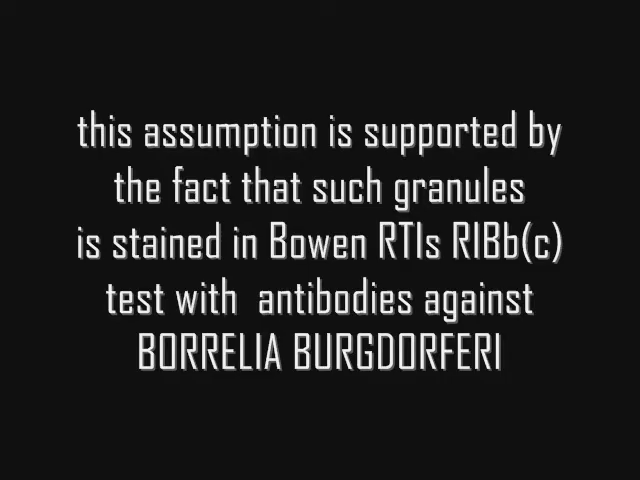 this assumption is supported by
the fact that such granules
is stained in Bowen RTIs RIBb(c)
test with antibodies against
BORRELIA BURGDORFERI